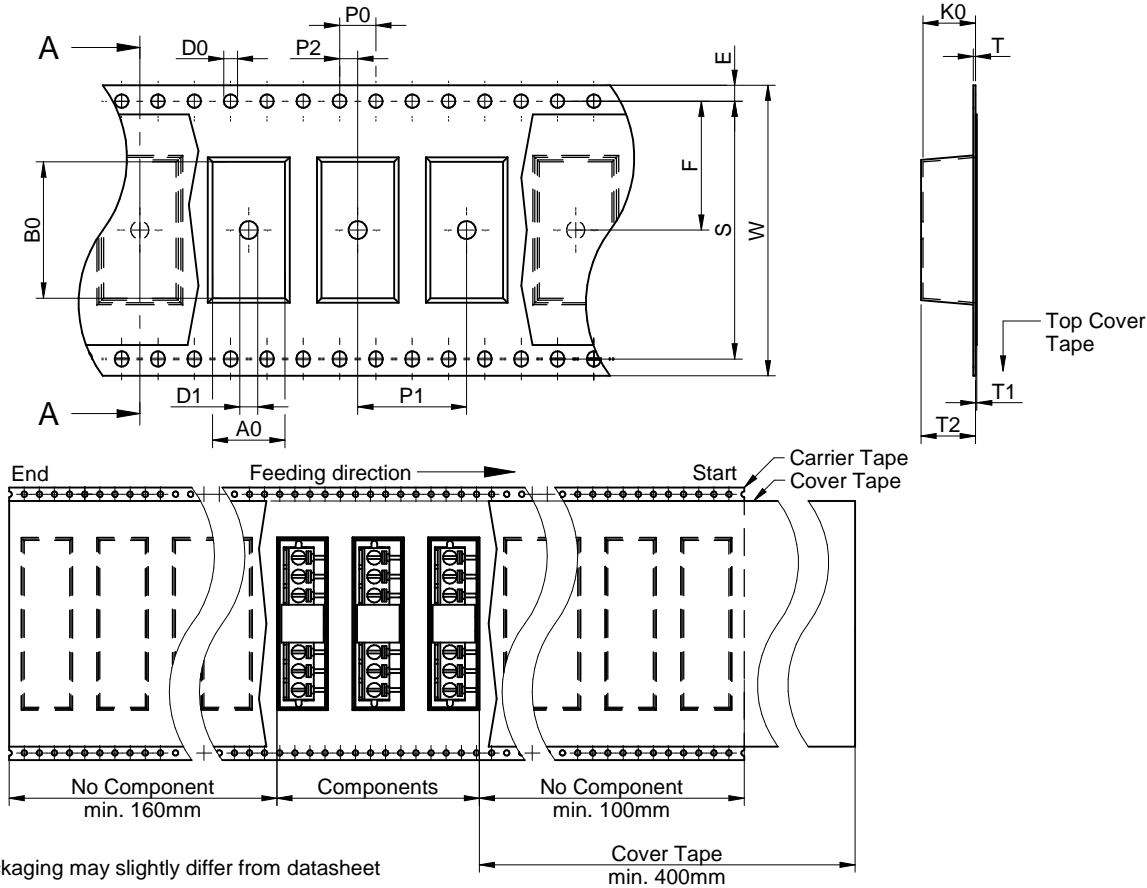 A
A
D0
P2
P0
E
F
S
W
B0
D1
A0
P1
K0
T
Top Cover
Tape
T1
T2
End
Feeding direction
Start
Carrier Tape
Cover Tape
No Component
min. 160mm
Components
No Component
min. 100mm
Cover Tape
min. 400mm
may slightly differ from datasheet